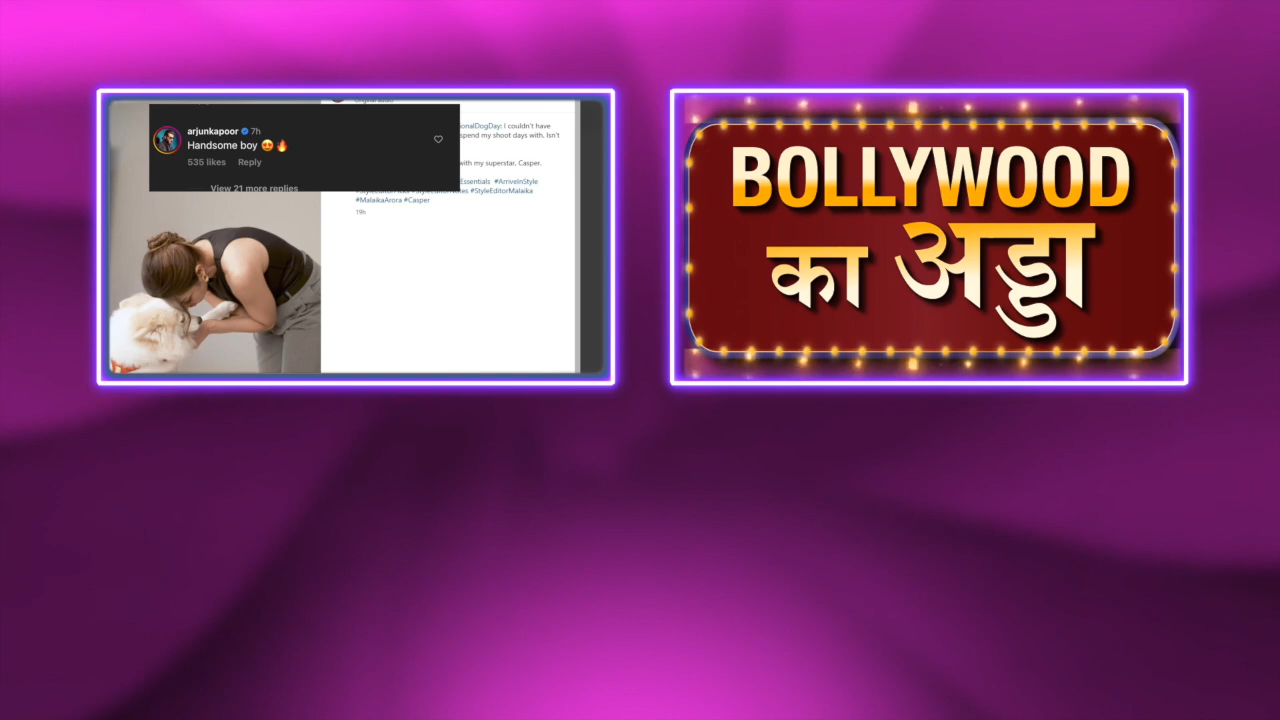 arjunkapoor 7h
Handsome boy 😍🔥
535 likes Reply
View 21 more replies
onalDogDay: I couldn't have
spend my shoot days with. Isn't
with my superstar, Casper.
Essentials #ArriveInStyle
#StyleEditorMalaika
#MalaikaArora #Casper
19h
BOLLYWOOD
का अड्डा